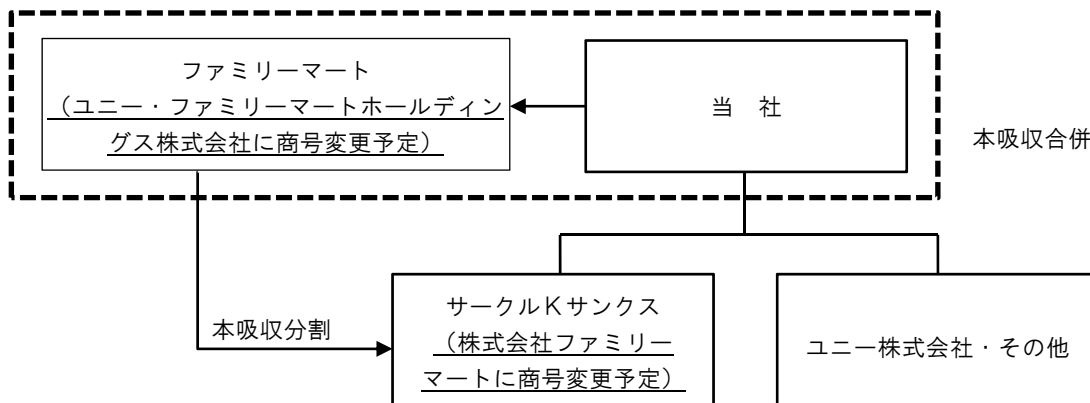 ファミリーマート
（ユニー・ファミリーマートホールディン
グス株式会社に商号変更予定）
当 社
本吸収合併
本吸収分割
サークルＫサンクス
（株式会社ファミリー
マートに商号変更予定）
ユニー株式会社・その他